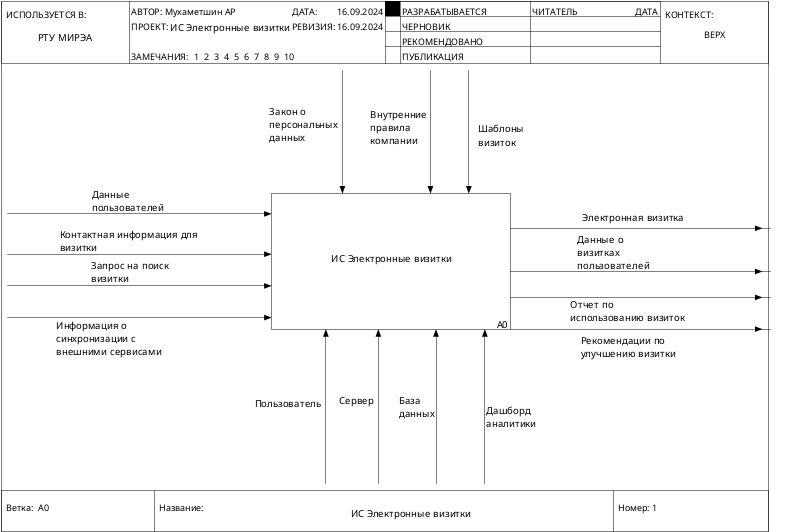 ИСПОЛЬЗУЕТСЯ В:
РТУ МИРЭА
АВТОР: Мухаметшин АР
ДАТА: 16.09.2024
ПРОЕКТ: ИС Электронные визитки
РЕВИЗИЯ: 16.09.2024
ЗАМЕЧАНИЯ: 1 2 3 4 5 6 7 8 9 10
РАЗРАБАТЫВАЕТСЯ
ЧЕРНОВИК
РЕКОМЕНДОВАНО
ПУБЛИКАЦИЯ
ЧИТАТЕЛЬ
ДАТА
КОНТЕКСТ:
ВЕРХ
Закон о
персональных
данных
Внутренние
правила
компании
Шаблоны
визиток
Данные
пользователей
Контактная информация для
визитки
Запрос на поиск
визитки
Информация о
синхронизации с
внешними сервисами
ИС Электронные визитки
A0
Электронная визитка
Данные о
визитках
пользователей
Отчет по
использованию визиток
Рекомендации по
улучшению визитки
Пользователь
Сервер
База
данных
Дашборд
аналитики
Ветка: A0
Название:
ИС Электронные визитки
Номер: 1